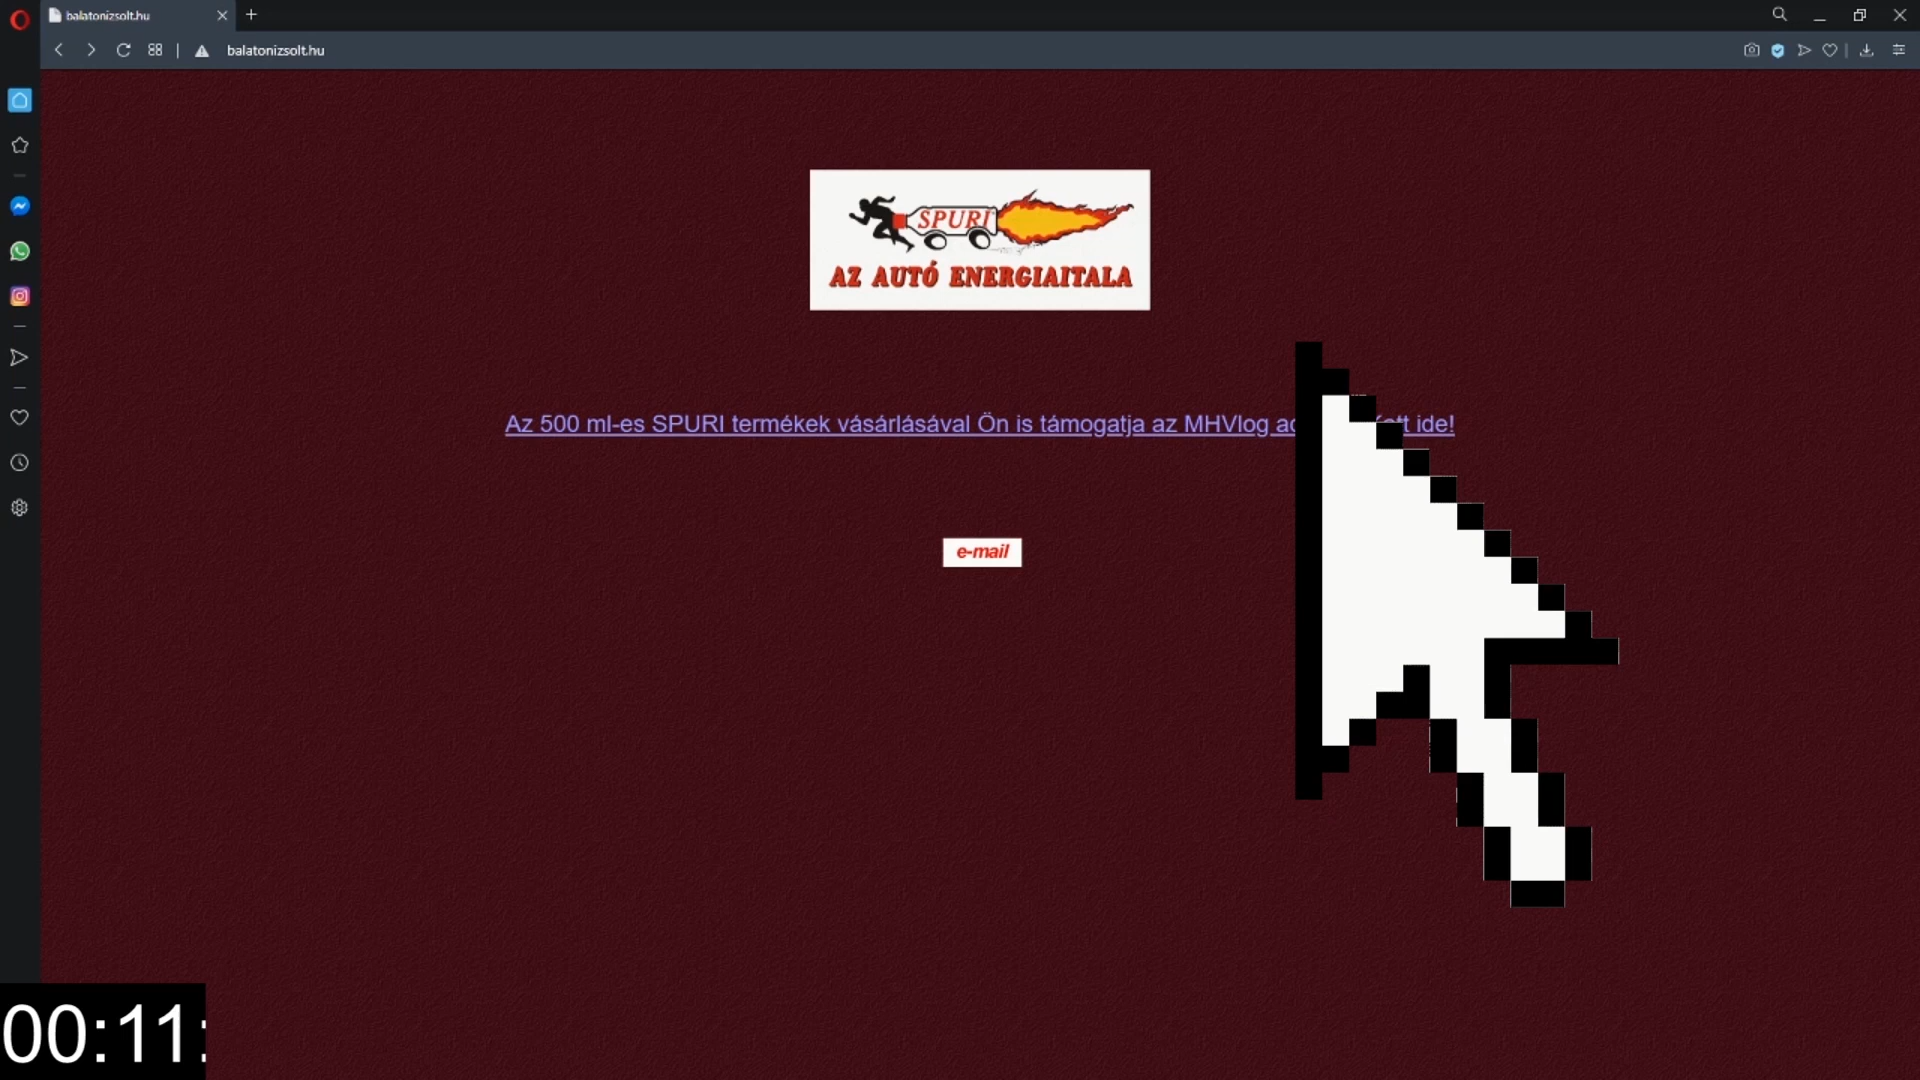 balatonizsolt.hu
balatonizsolt.hu
SPURI
AZ AUTÓ ENERGIAITALA
Az 500 ml-es SPURI termékek vásárlásával Ön is támogatja az MHVlog ide!
e-mail
00:11: